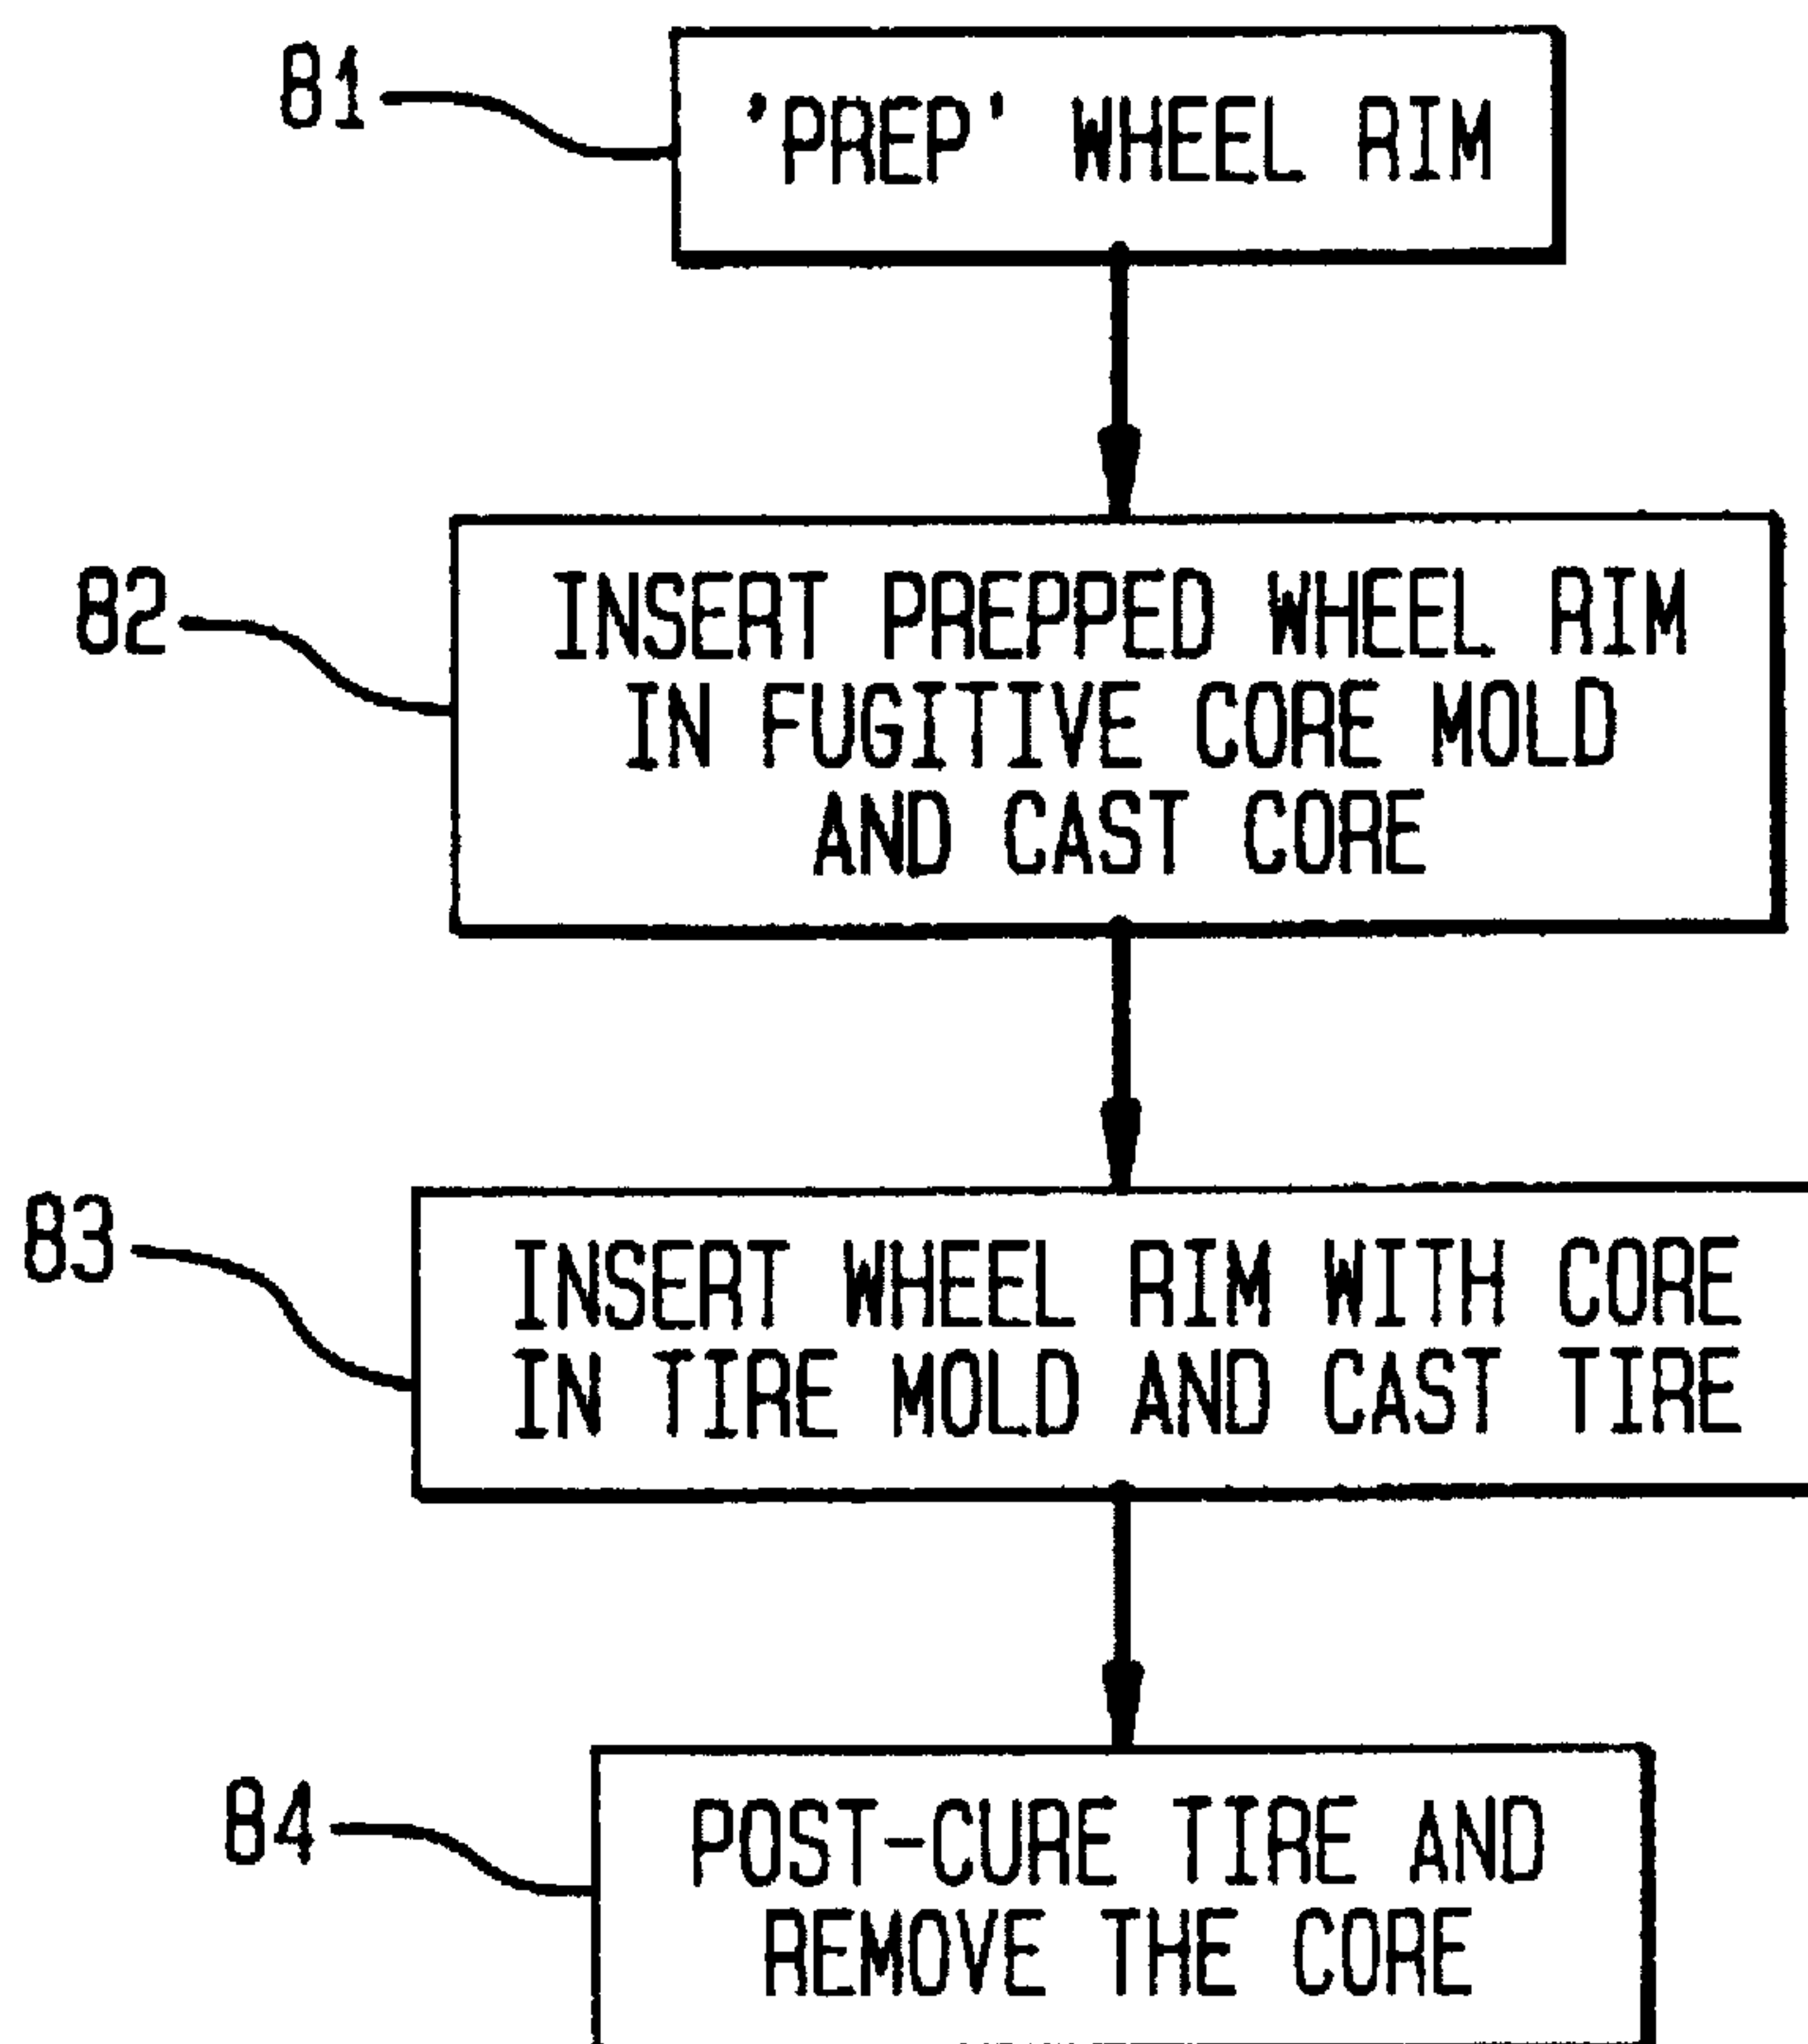 81
'PREP' WHEEL RIM
82
INSERT PREPPED WHEEL RIM
IN FUGITIVE CORE MOLD
AND CAST CORE
83
INSERT WHEEL RIM WITH CORE
IN TIRE MOLD AND CAST TIRE
84
POST-CURE TIRE AND
REMOVE THE CORE